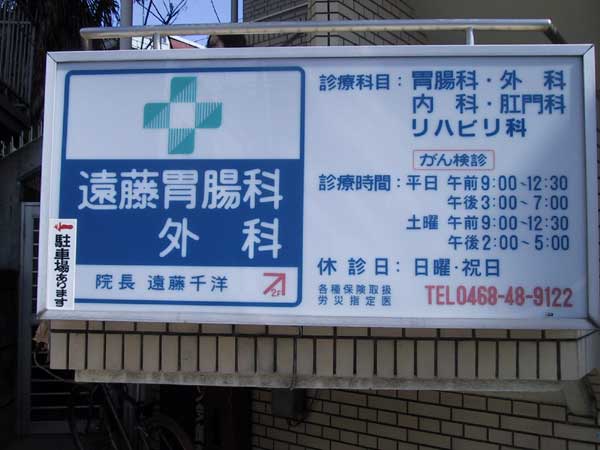 遠藤胃腸科
外科
院長 遠藤千洋
2F
駐車場あります
診療科目：胃腸科・外科
内科・肛門科
リハビリ科
がん検診
診療時間：平日 午前9:00~12:30
午後3:00~7:00
土曜 午前9:00~12:30
午後2:00~5:00
休診日：日曜・祝日
各種保険取扱
労災指定医
TEL0468-48-9122